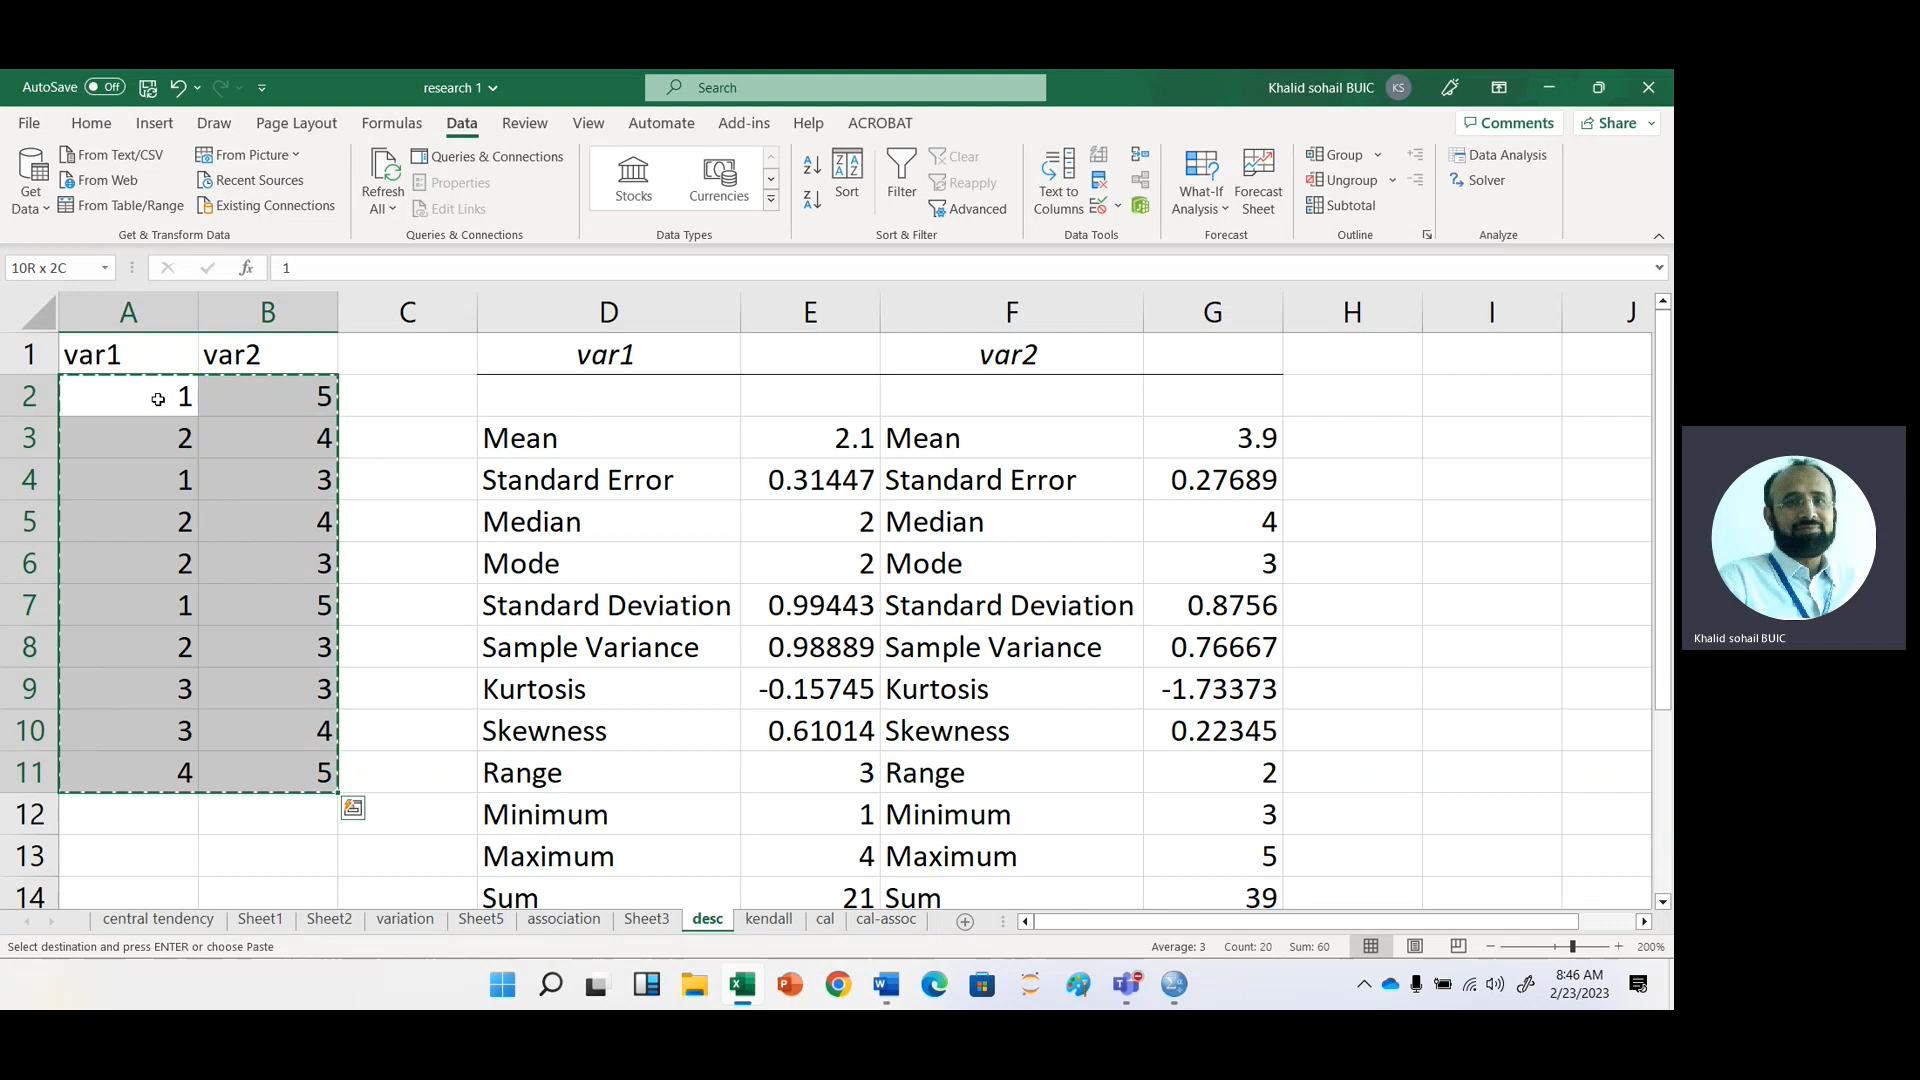 AutoSave Off research 1 Search Khalid sohail BUIC KS
File Home Insert Draw Page Layout Formulas Data Review View Automate Add-ins Help ACROBAT Comments Share
Get Data From Text/CSV From Picture
From Web Recent Sources
From Table/Range Existing Connections
Get & Transform Data
Refresh All Queries & Connections
Properties
Edit Links
Queries & Connections
Stocks Currencies
Data Types
Sort Filter Clear
Reapply
Advanced
Sort & Filter
Text to Columns
Data Tools
What-If Analysis Forecast Sheet
Forecast
Group
Ungroup
Subtotal
Outline
Data Analysis
Solver
Analyze
10R x 2C fx 1
A B C D E F G H I J
1 var1 var2 var1 var2
2 1 5
3 2 4 Mean 2.1 Mean 3.9
4 1 3 Standard Error 0.31447 Standard Error 0.27689
5 2 4 Median 2 Median 4
6 2 3 Mode 2 Mode 3
7 1 5 Standard Deviation 0.99443 Standard Deviation 0.8756
8 2 3 Sample Variance 0.98889 Sample Variance 0.76667
9 3 3 Kurtosis -0.15745 Kurtosis -1.73373
10 3 4 Skewness 0.61014 Skewness 0.22345
11 4 5 Range 3 Range 2
12 Minimum 1 Minimum 3
13 Maximum 4 Maximum 5
14 Sum 21 Sum 39
central tendency Sheet1 Sheet2 variation Sheet5 association Sheet3 desc kendall cal cal-assoc
Select destination and press ENTER or choose Paste Average: 3 Count: 20 Sum: 60 200%
8:46 AM
2/23/2023
Khalid sohail BUIC